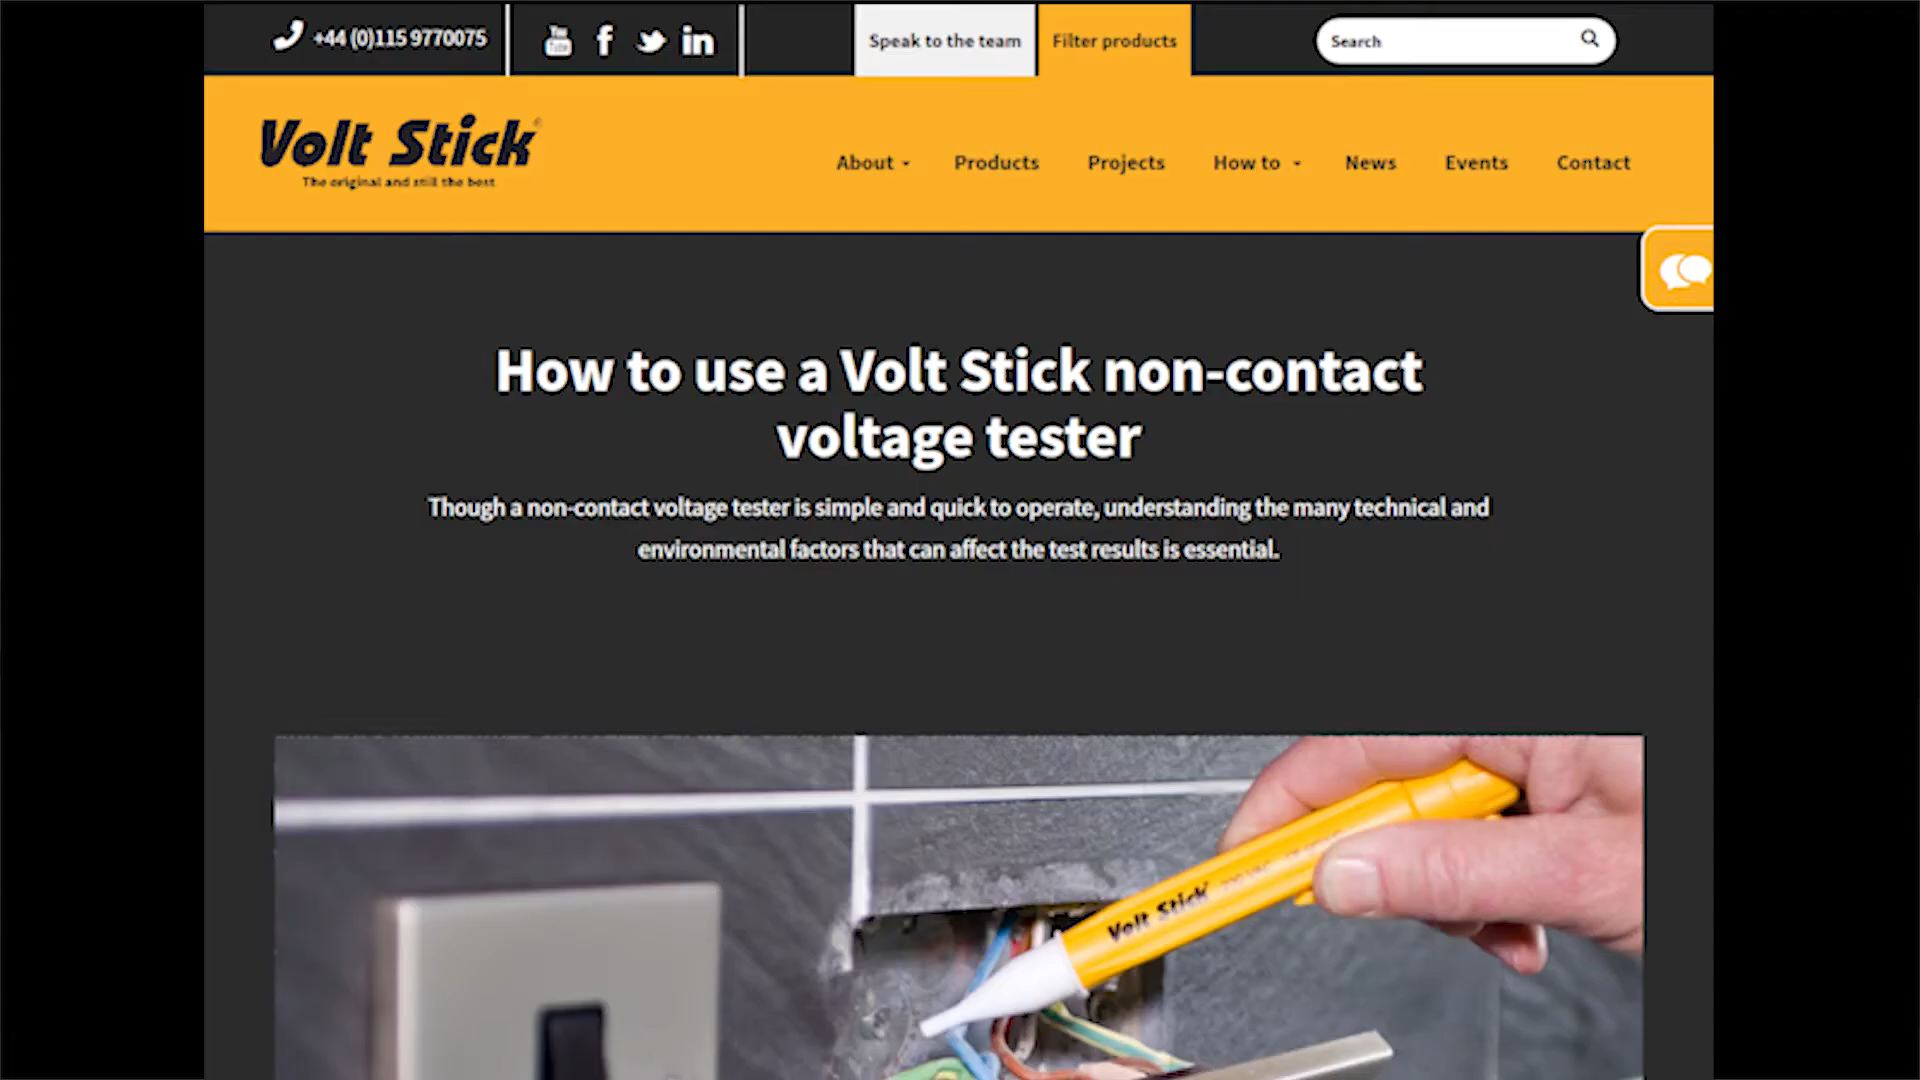 +44 (0)115 9770075
You
Tube
Speak to the team
Filter products
Search
Volt Stick®
The original and still the best
About
Products
Projects
How to
News
Events
Contact
How to use a Volt Stick non-contact
voltage tester
Though a non-contact voltage tester is simple and quick to operate, understanding the many technical and
environmental factors that can affect the test results is essential.
Volt Stick